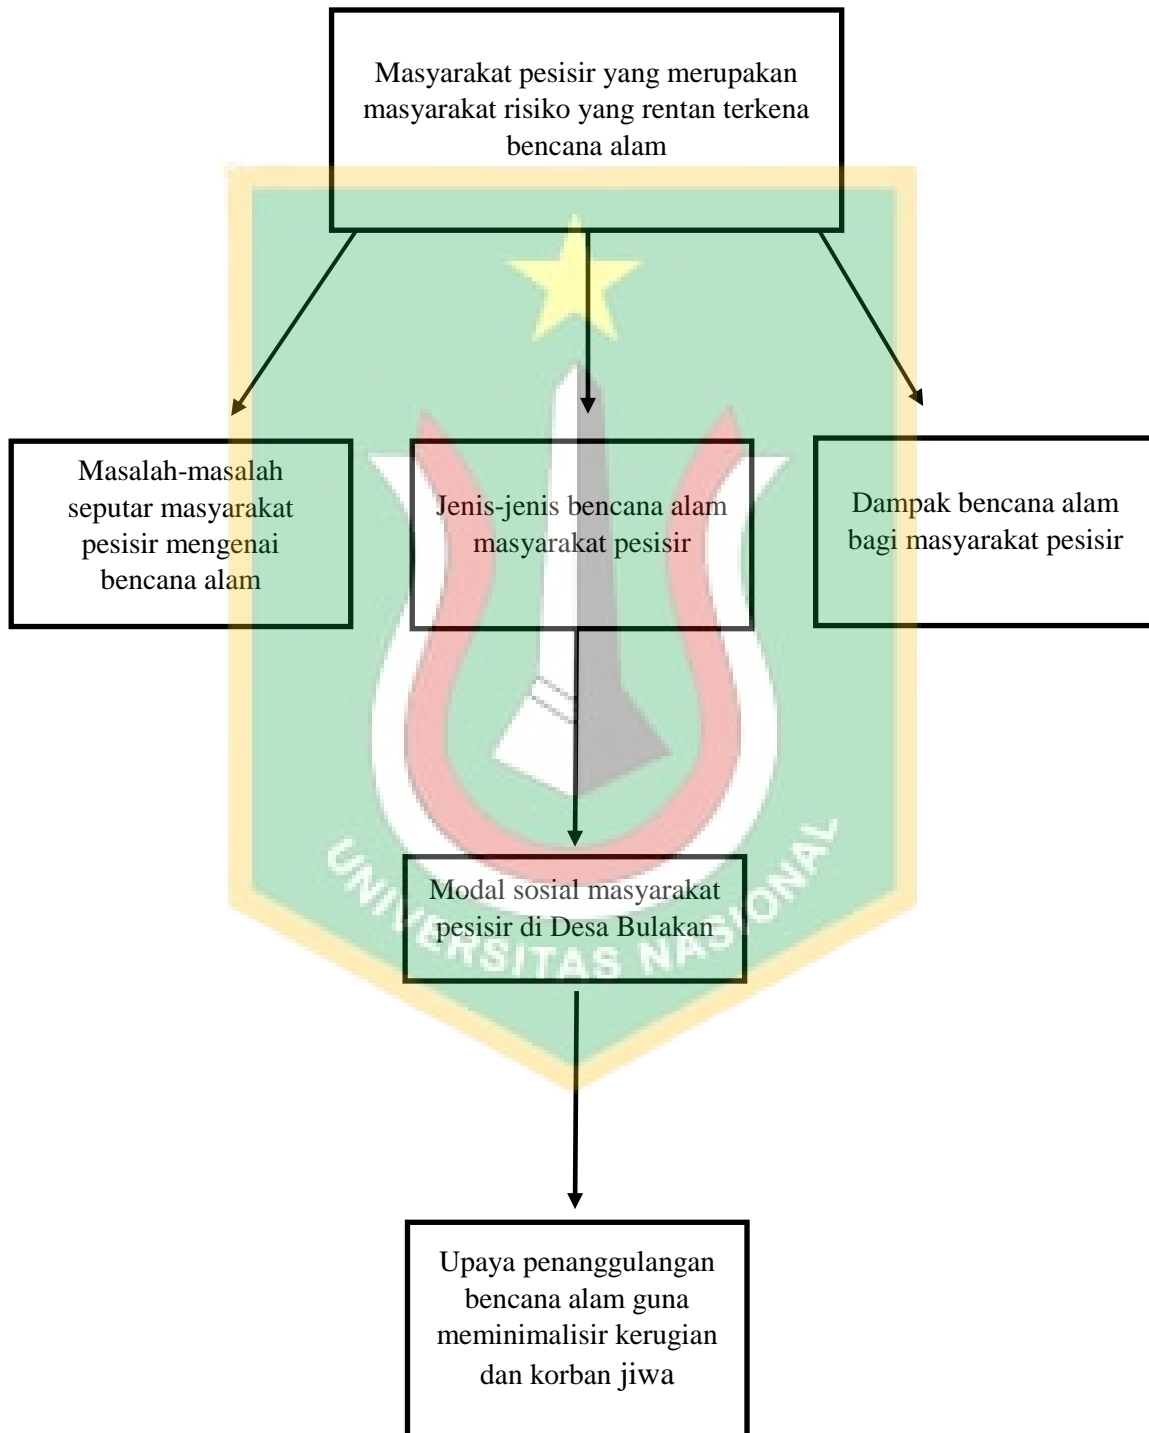 Masyarakat pesisir yang merupakan
masyarakat risiko yang rentan terkena
bencana alam
Masalah-masalah
seputar masyarakat
pesisir mengenai
bencana alam
Jenis-jenis bencana alam
masyarakat pesisir
Dampak bencana alam
bagi masyarakat pesisir
Modal sosial masyarakat
pesisir di Desa Bulakan
UNIVERSITAS NASIONAL
Upaya penanggulangan
bencana alam guna
meminimalisir kerugian
dan korban jiwa